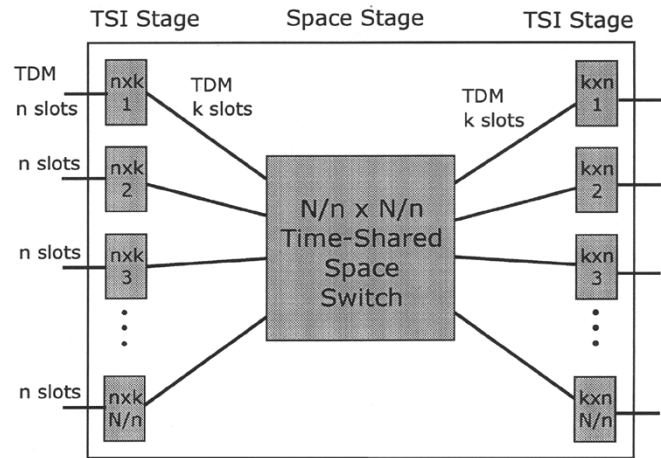 TSI Stage
Space Stage
TSI Stage
TDM
n slots
nxk
1
TDM
k slots
TDM
k slots
kxn
1
n slots
nxk
2
kxn
2
N/n x N/n
Time-Shared
Space
Switch
n slots
nxk
3
kxn
3
n slots
nxk
N/n
kxn
N/n